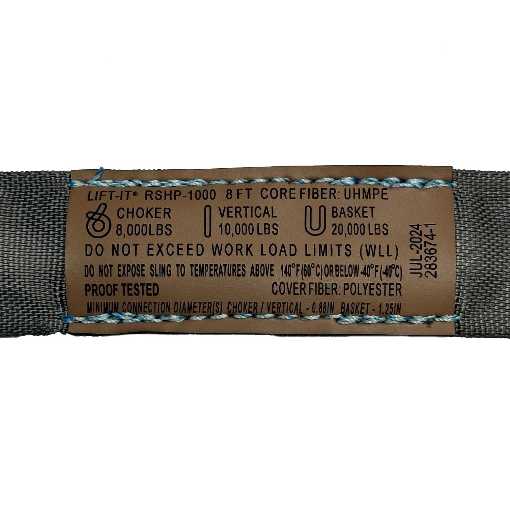 LIFT-IT® RSHP-1000 8 FT CORE FIBER: UHMPE
CHOKER VERTICAL BASKET
8,000LBS 10,000LBS 20,000LBS
DO NOT EXCEED WORK LOAD LIMITS (WLL)
DO NOT EXPOSE SLING TO TEMPERATURES ABOVE 140°F(60°C) OR BELOW -40°F(-40°C)
PROOF TESTED COVER FIBER: POLYESTER
MINIMUM CONNECTION DIAMETER(S) CHOKER / VERTICAL - 0.88IN BASKET - 1.25IN
JUL-2024
283674-1